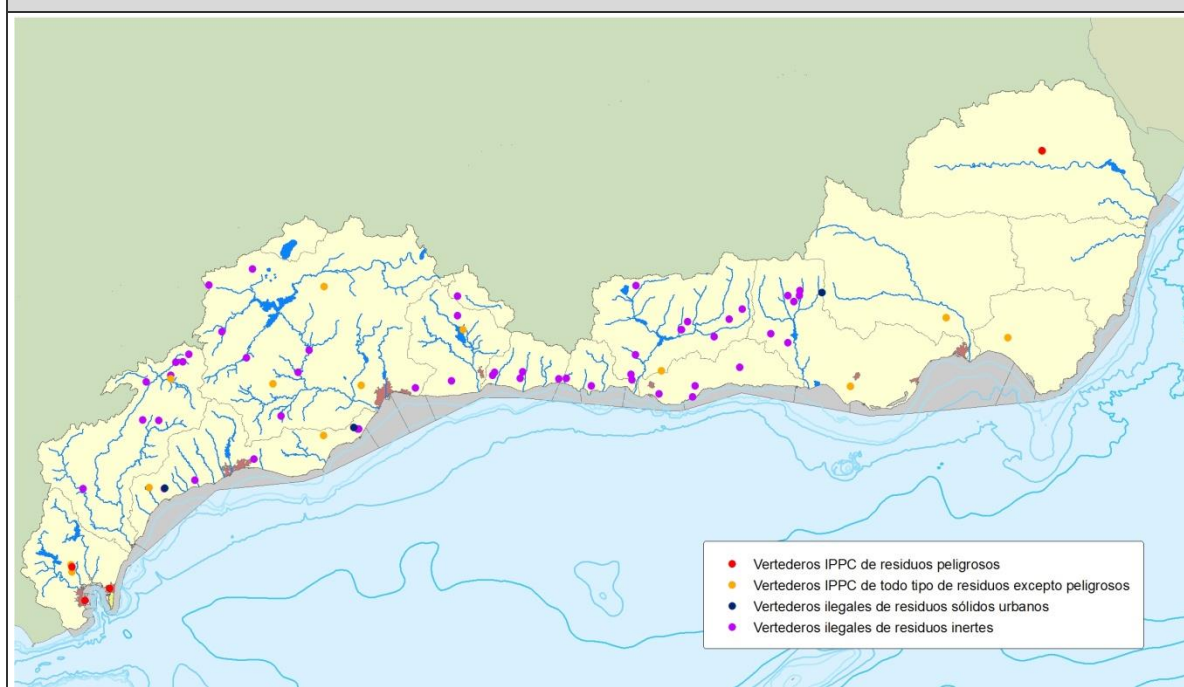 Vertederos IPPC de residuos peligrosos
Vertederos IPPC de todo tipo de residuos excepto peligrosos
Vertederos ilegales de residuos sólidos urbanos
Vertederos ilegales de residuos inertes